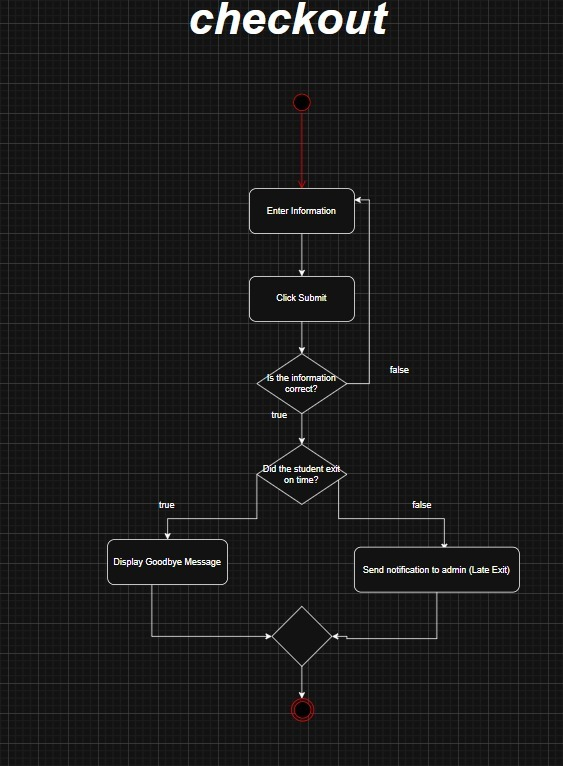 checkout
Enter Information
Click Submit
Is the information
correct?
false
true
Did the student exit
on time?
true
false
Display Goodbye Message
Send notification to admin (Late Exit)